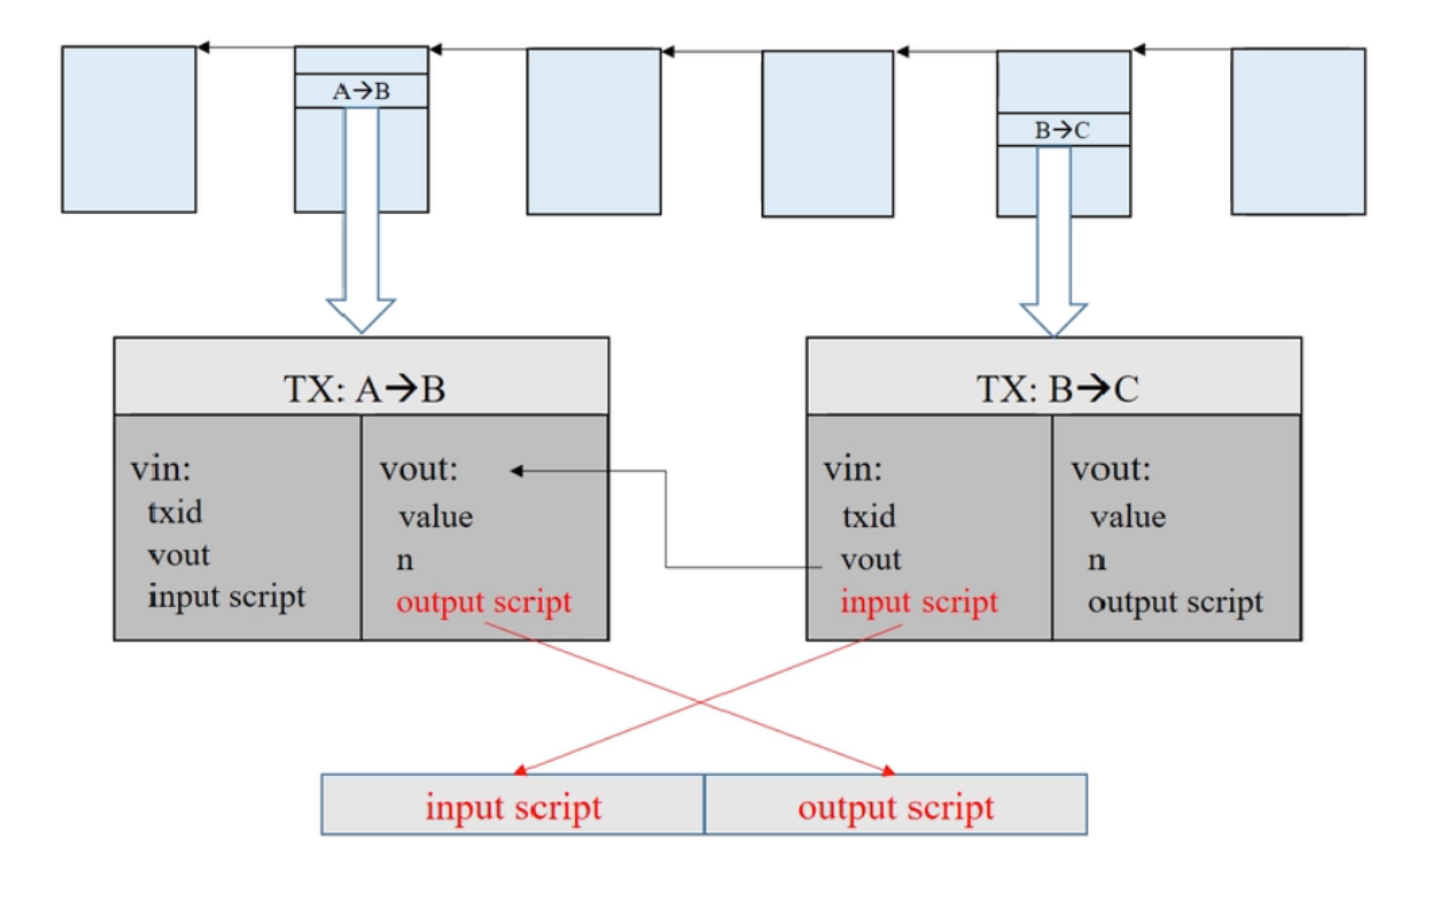 A→B
B→C
TX: A→B
vin:
txid
vout
input script
vout:
value
n
output script
TX: B→C
vin:
txid
vout
input script
vout:
value
n
output script
input script
output script